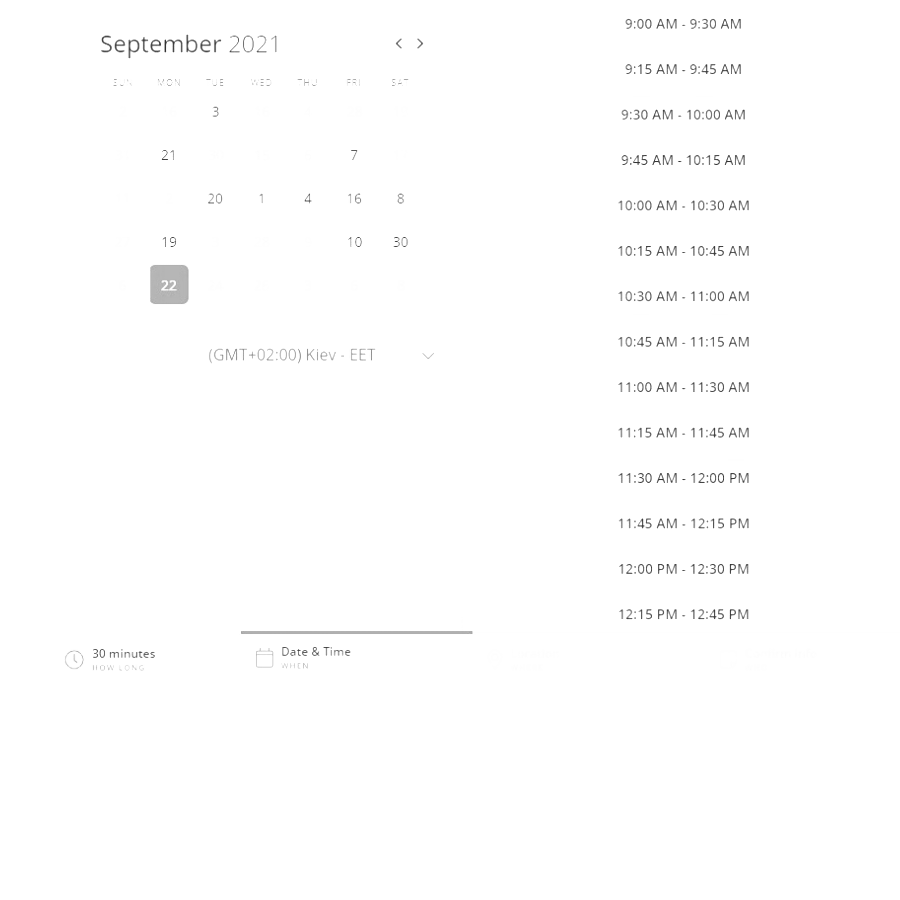 September 2021
SUN MON TUE WED THU FRI SAT
3
21 7
20 1 4 16 8
19 10 30
22
(GMT+02:00) Kiev - EET
30 minutes
HOW LONG
Date & Time
WHEN
9:00 AM - 9:30 AM
9:15 AM - 9:45 AM
9:30 AM - 10:00 AM
9:45 AM - 10:15 AM
10:00 AM - 10:30 AM
10:15 AM - 10:45 AM
10:30 AM - 11:00 AM
10:45 AM - 11:15 AM
11:00 AM - 11:30 AM
11:15 AM - 11:45 AM
11:30 AM - 12:00 PM
11:45 AM - 12:15 PM
12:00 PM - 12:30 PM
12:15 PM - 12:45 PM